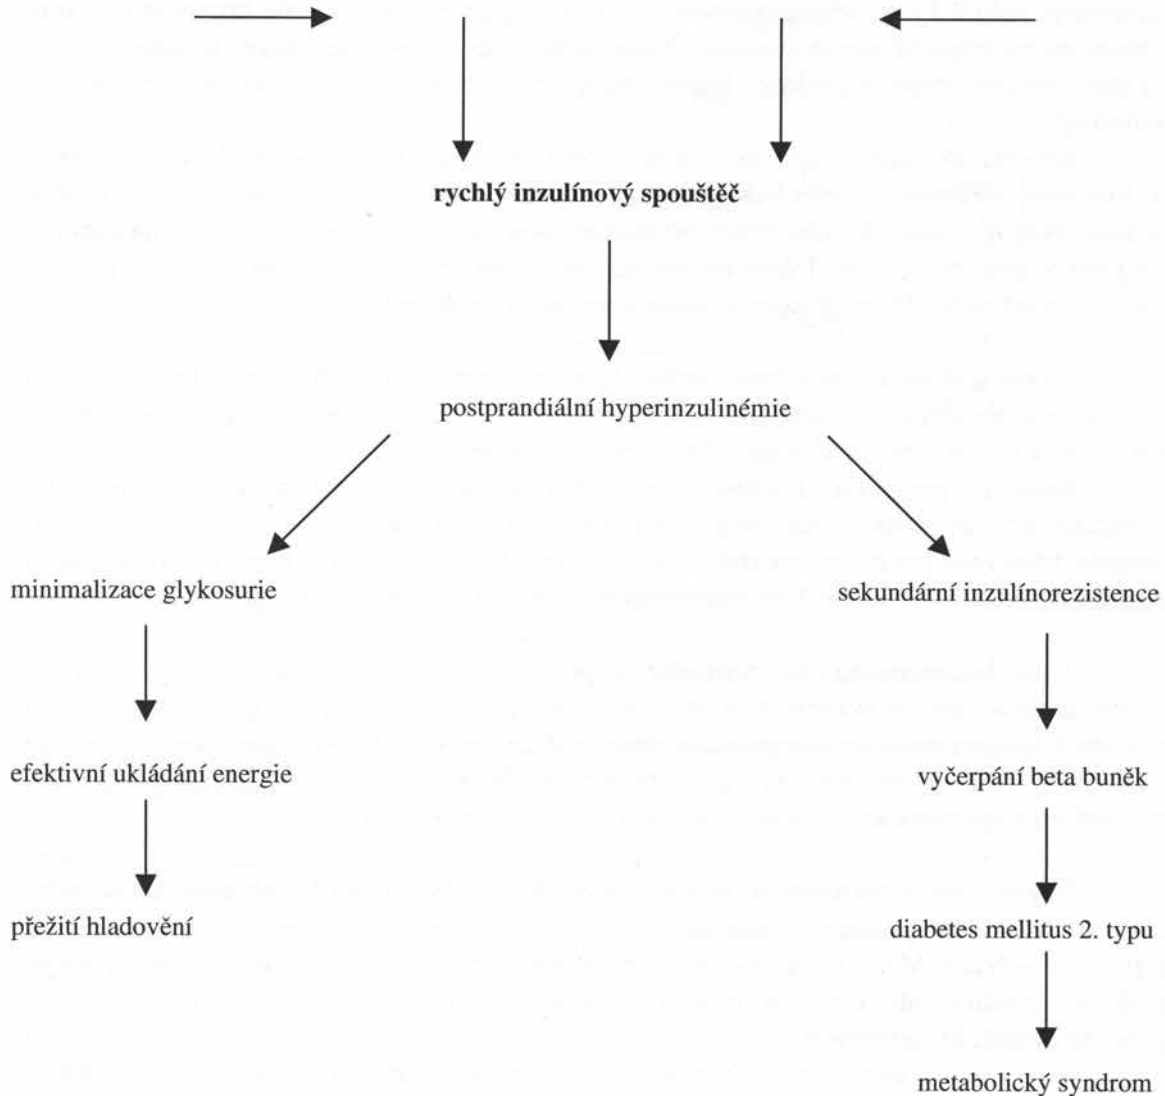 rychlý inzulínový spouštěč
postprandiální hyperinzulinémie
minimalizace glykosurie
sekundární inzulínorezistence
efektivní ukládání energie
vyčerpání beta buněk
přežití hladovění
diabetes mellitus 2. typu
metabolický syndrom